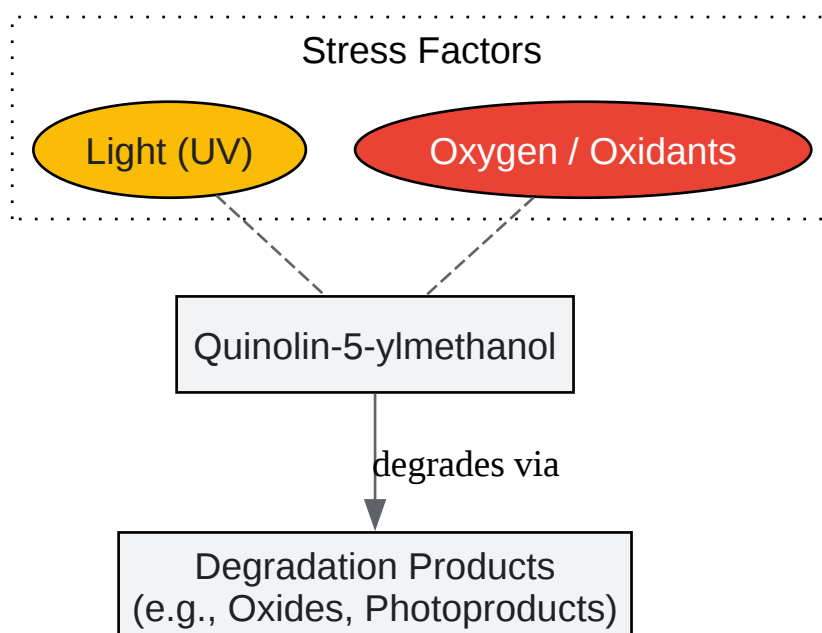 Stress Factors
Light (UV)
Oxygen / Oxidants
Quinolin-5-ylmethanol
degrades via
Degradation Products
(e.g., Oxides, Photoproducts)